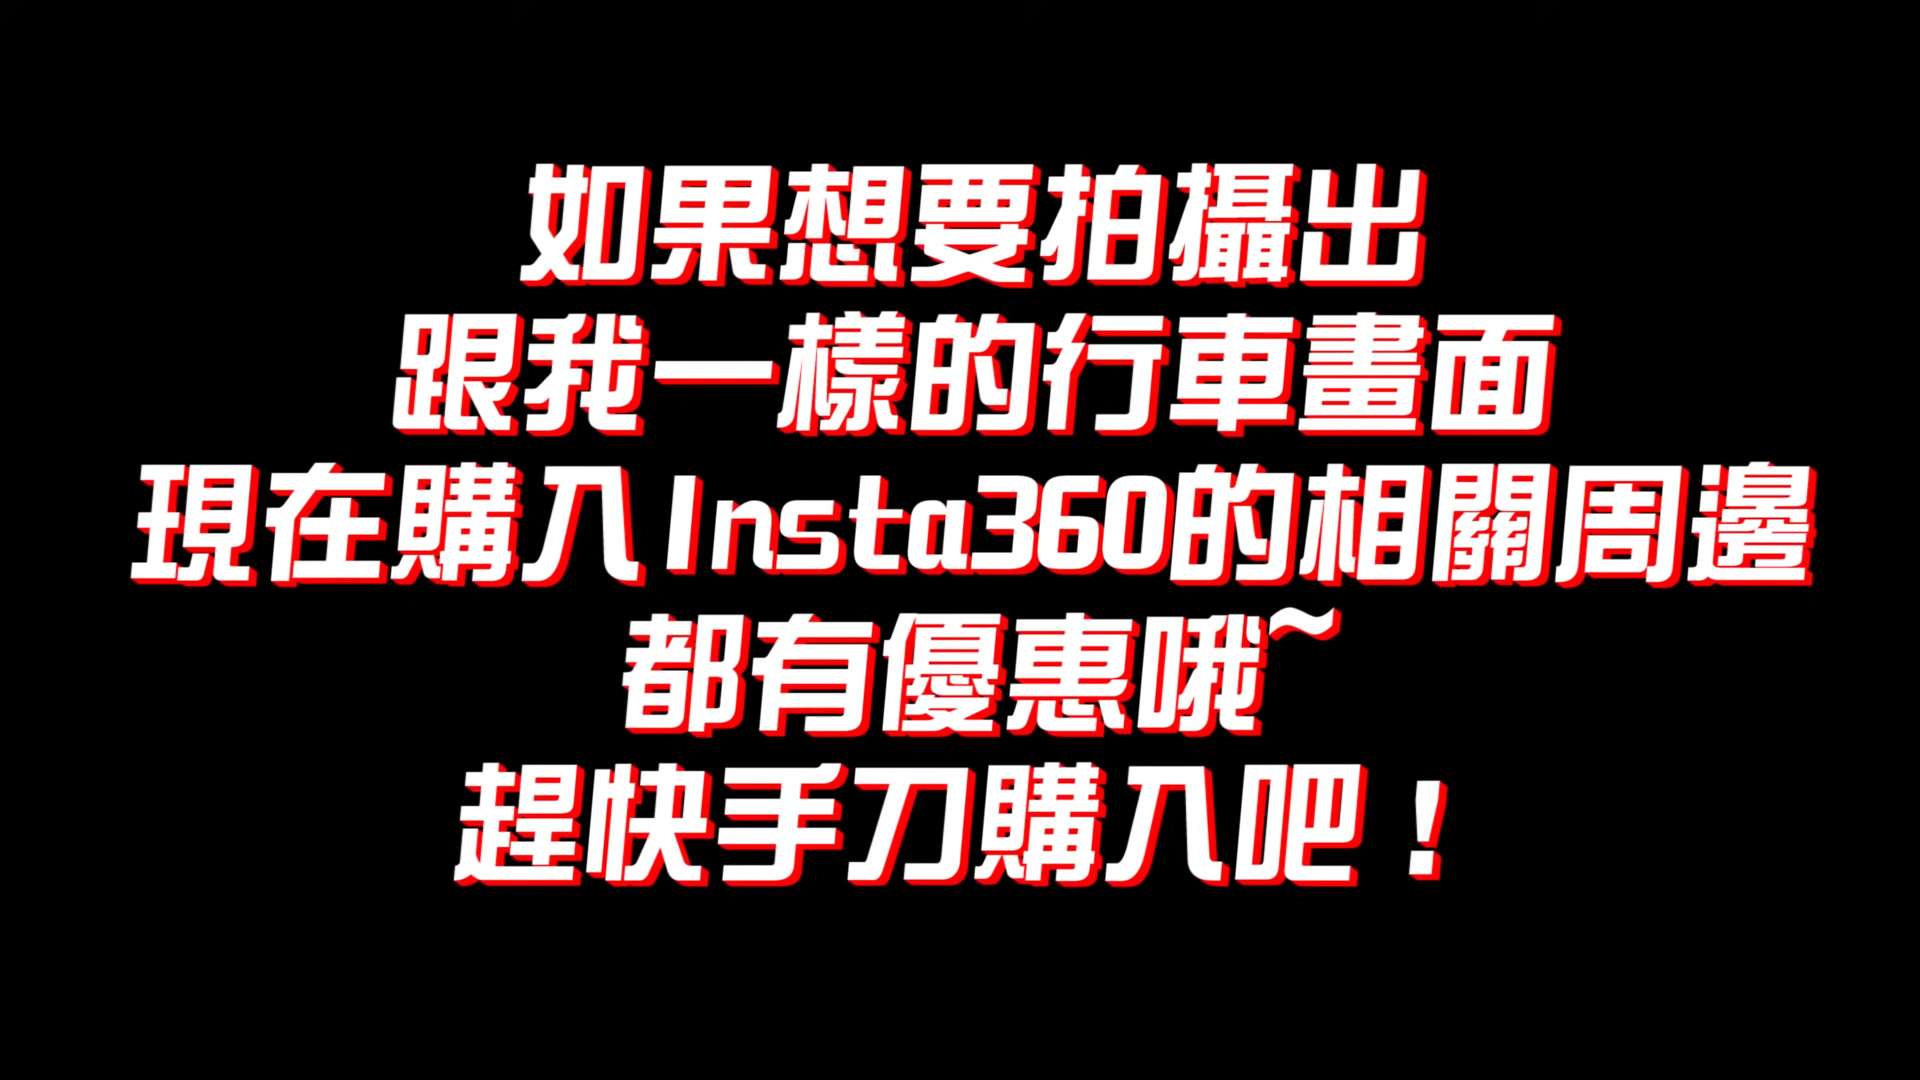 如果想要拍攝出
跟我一樣的行車畫面
現在購入Insta360的相關周邊
都有優惠哦~
趕快手刀購入吧！